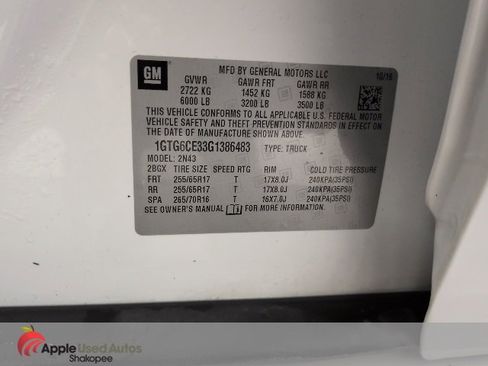 GM
MFD BY GENERAL MOTORS LLC
10/16
GVWR GAWR FRT GAWR RR
2722 KG 1452 KG 1588 KG
6000 LB 3200 LB 3500 LB
THIS VEHICLE CONFORMS TO ALL APPLICABLE U.S. FEDERAL MOTOR
VEHICLE SAFETY AND THEFT PREVENTION STANDARDS IN EFFECT ON
THE DATE OF MANUFACTURE SHOWN ABOVE.
1GTG6CE33G1386483 TYPE: TRUCK
MODEL: 2N43
2BGX TIRE SIZE SPEED RTG RIM COLD TIRE PRESSURE
FRT 255/65R17 T 17X8.0J 240KPA(35PSI)
RR 255/65R17 T 17X8.0J 240KPA(35PSI)
SPA 265/70R16 T 16X7.0J 240KPA(35PSI)
SEE OWNER'S MANUAL FOR ADDITIONAL INFORMATION
Apple Used Autos
Shakopee